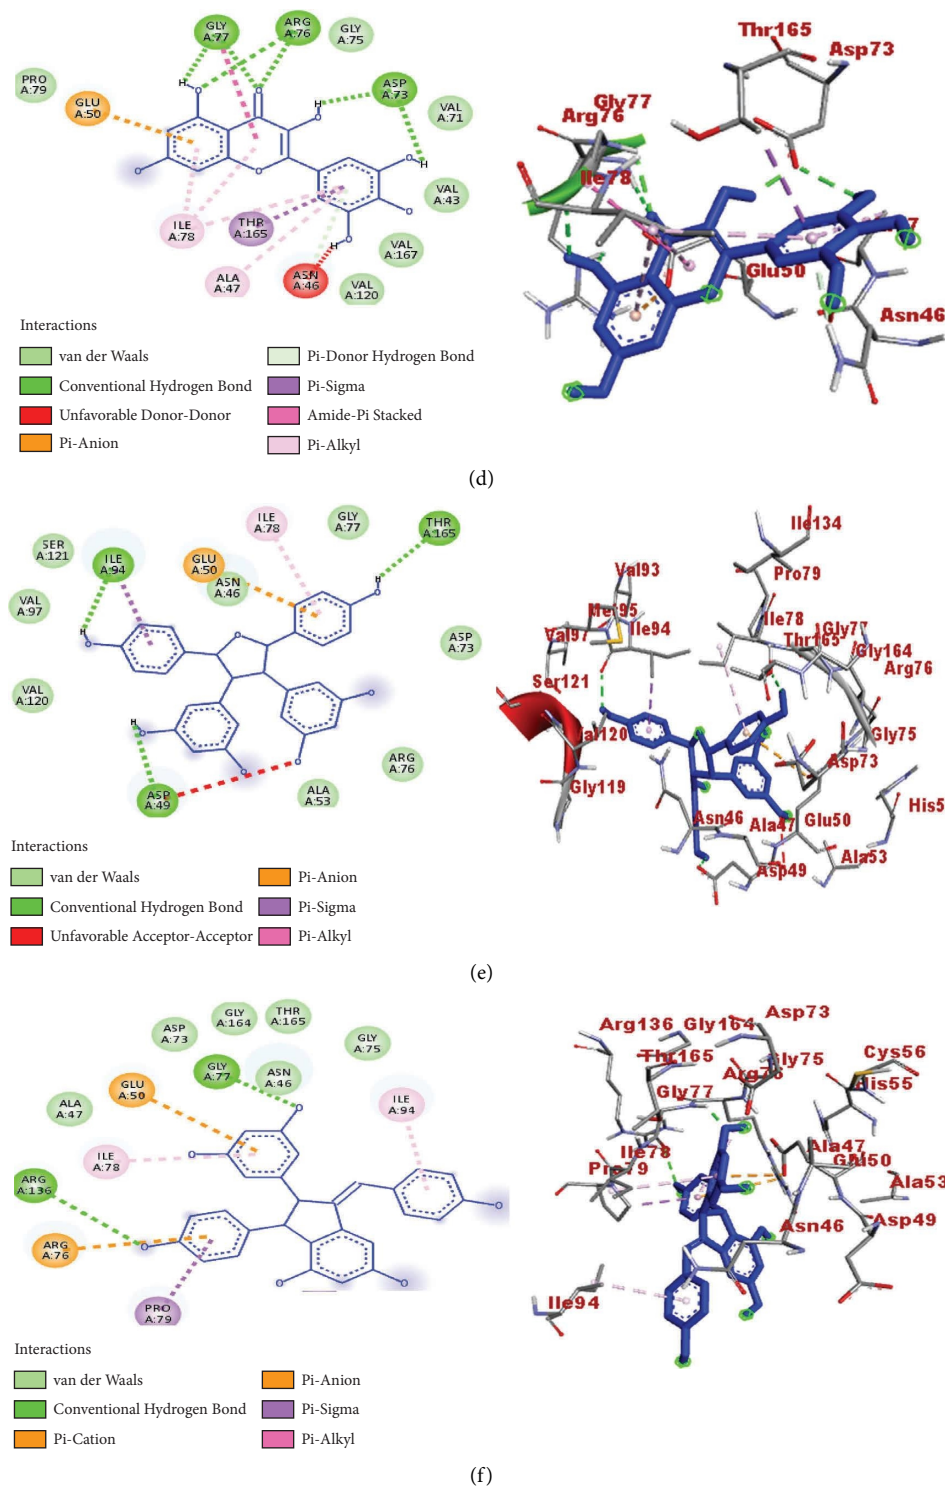 GLY
A:77
ARG
A:76
GLY
A:75
PRO
A:79
GLU
A:50
ASP
A:73
VAL
A:71
VAL
A:43
ILE
A:78
THR
A:165
VAL
A:167
ALA
A:47
ASN
A:46
VAL
A:120
H
O
O
H
O
O
O
H
O
O
O
H
Thr165
Asp73
Gly77
Arg76
Ile78
Glu50
Asn46
Interactions
van der Waals
Conventional Hydrogen Bond
Unfavorable Donor-Donor
Pi-Anion
Pi-Donor Hydrogen Bond
Pi-Sigma
Amide-Pi Stacked
Pi-Alkyl
(d)
ILE
A:78
GLY
A:77
THR
A:165
SER
A:121
ILE
A:94
GLU
A:50
ASN
A:46
VAL
A:97
ASP
A:73
VAL
A:120
ARG
A:76
ASP
A:49
ALA
A:53
H
O
H
O
O
O
H
O
O
O
Ile134
Val93
Pro79
Met95
Ile94
Val97
Ile78
Gly77
Thr165
Gly164
Arg76
Ser121
Val120
Gly75
Asp73
Gly119
Asn46
Ala47
Glu50
Asp49
Ala53
Interactions
van der Waals
Conventional Hydrogen Bond
Unfavorable Acceptor-Acceptor
Pi-Anion
Pi-Sigma
Pi-Alkyl
(e)
ASP
A:73
GLY
A:164
THR
A:165
GLY
A:75
GLU
A:50
GLY
A:77
ASN
A:46
ALA
A:47
ILE
A:94
ILE
A:78
ARG
A:136
ARG
A:76
PRO
A:79
O
O
O
O
O
O
Arg136
Gly164
Asp73
Thr165
Gly75
Cys56
His55
Gly77
Ile78
Pro79
Ala47
Ala53
Asn46
Asp49
Ile94
Interactions
van der Waals
Conventional Hydrogen Bond
Pi-Cation
Pi-Anion
Pi-Sigma
Pi-Alkyl
(f)